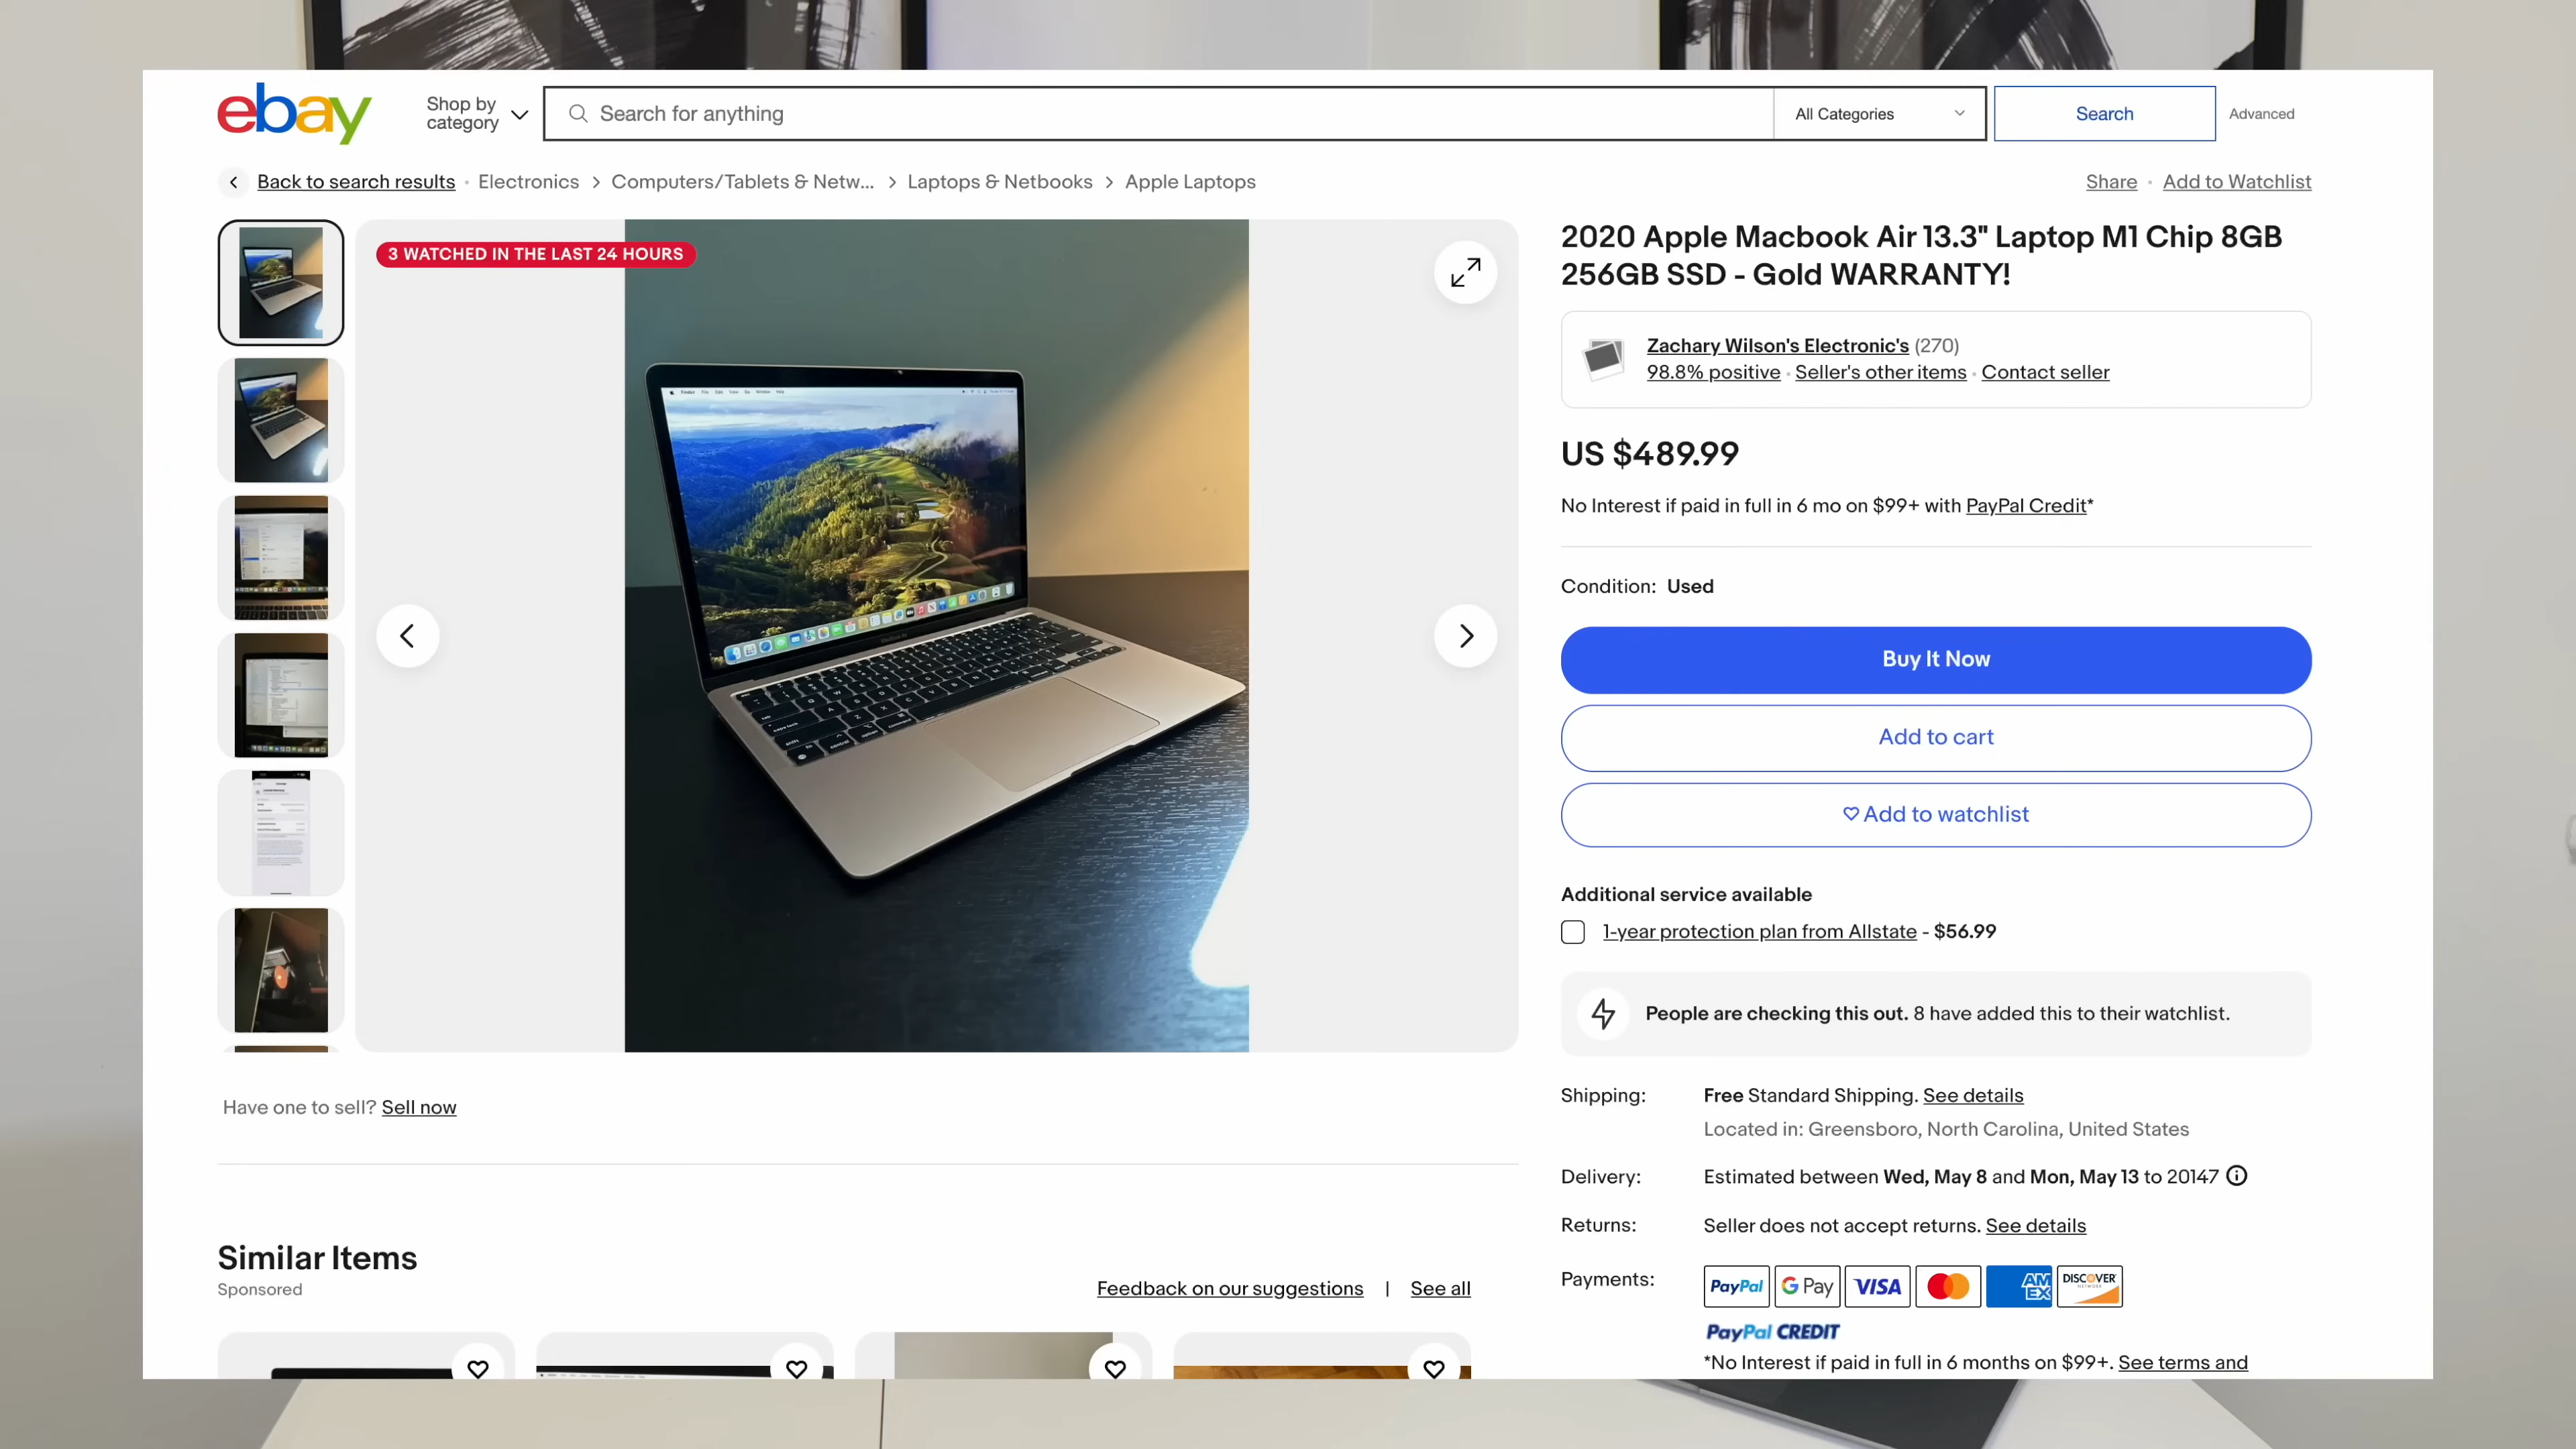 ebay
Shop by
category
Search for anything
All Categories
Search
Advanced
Back to search results · Electronics > Computers/Tablets & Netw... > Laptops & Netbooks > Apple Laptops
Share · Add to Watchlist
3 WATCHED IN THE LAST 24 HOURS
2020 Apple Macbook Air 13.3" Laptop M1 Chip 8GB
256GB SSD - Gold WARRANTY!
Zachary Wilson's Electronic's (270)
98.8% positive · Seller's other items · Contact seller
US $489.99
No Interest if paid in full in 6 mo on $99+ with PayPal Credit*
Condition: Used
Buy It Now
Add to cart
Add to watchlist
Additional service available
1-year protection plan from Allstate - $56.99
People are checking this out. 8 have added this to their watchlist.
Shipping: Free Standard Shipping. See details
Located in: Greensboro, North Carolina, United States
Delivery: Estimated between Wed, May 8 and Mon, May 13 to 20147
Returns: Seller does not accept returns. See details
Payments: PayPal G Pay VISA AMEX DISCOVER
PayPal CREDIT
*No Interest if paid in full in 6 months on $99+. See terms and
Have one to sell? Sell now
Similar Items
Sponsored
Feedback on our suggestions | See all